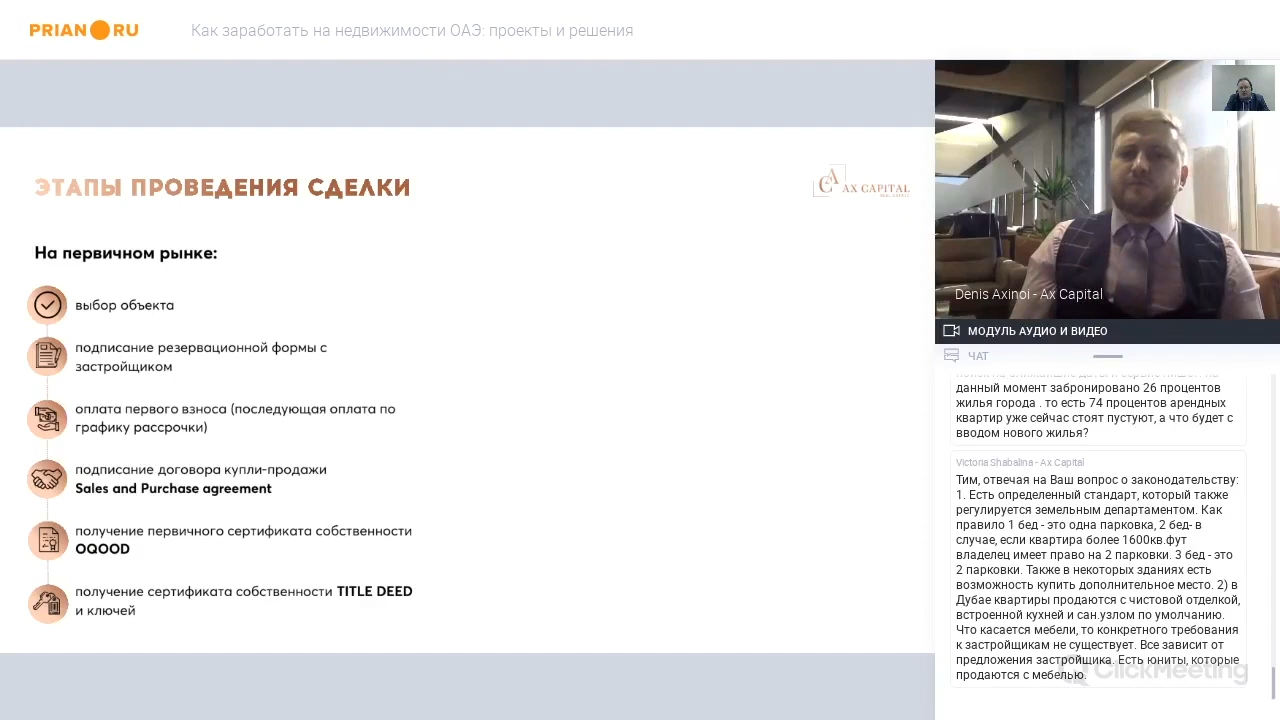 PRIAN RU
Как заработать на недвижимости ОАЭ: проекты и решения
ЭТАПЫ ПРОВЕДЕНИЯ СДЕЛКИ
CA AX CAPITAL
На первичном рынке:
выбор объекта
подписание резервационной формы с
застройщиком
оплата первого взноса (последующая оплата по
графику рассрочки)
подписание договора купли-продажи
Sales and Purchase agreement
получение первичного сертификата собственности
OQOOD
получение сертификата собственности TITLE DEED
и ключей
Denis Axinoi - Ax Capital
МОДУЛЬ АУДИО И ВИДЕО
ЧАТ
данный момент забронировано 26 процентов
жилья города . то есть 74 процентов арендных
квартир уже сейчас стоят пустуют, а что будет с
вводом нового жилья?
Victoria Shabalina - Ax Capital
Тим, отвечая на Ваш вопрос о законодательству:
1. Есть определенный стандарт, который также
регулируется земельным департаментом. Как
правило 1 бед - это одна парковка, 2 бед- в
случае, если квартира более 1600кв.фут
владелец имеет право на 2 парковки. 3 бед - это
2 парковки. Также в некоторых зданиях есть
возможность купить дополнительное место. 2) в
Дубае квартиры продаются с чистовой отделкой,
встроенной кухней и сан.узлом по умолчанию.
Что касается мебели, то конкретного требования
к застройщикам не существует. Все зависит от
предложения застройщика. Есть юниты, которые
продаются с мебелью.
ClickMeeting